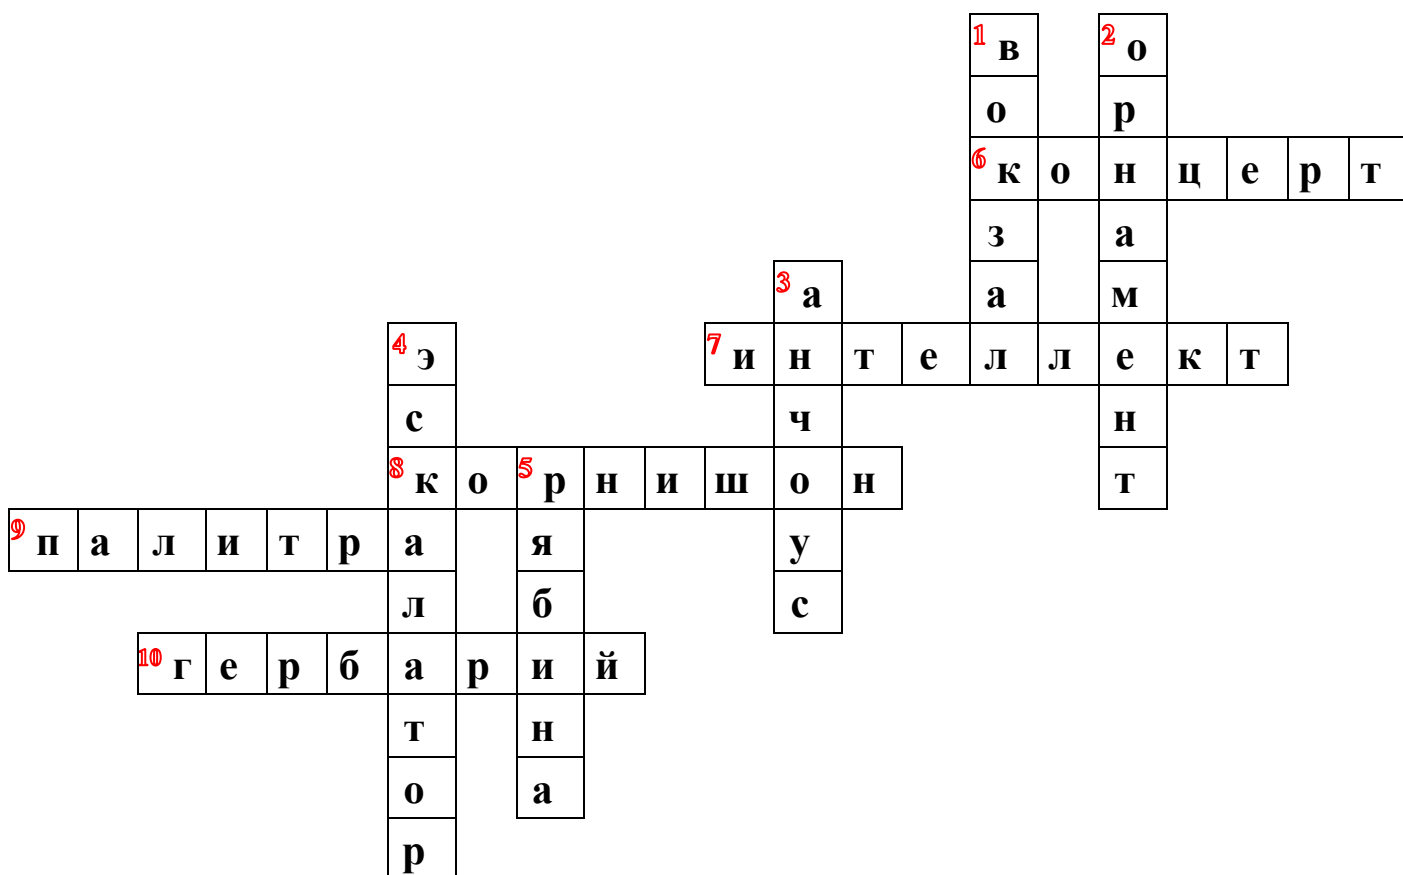 1 в 2 о
о р
6 к о н ц е р т
з а
3 а а м
4 э 7 и н т е л л е к т
с ч н
8 к о 5 р н и ш о н т
9 п а л и т р а я у
л б с
10 г е р б а р и й
т н
о а
р